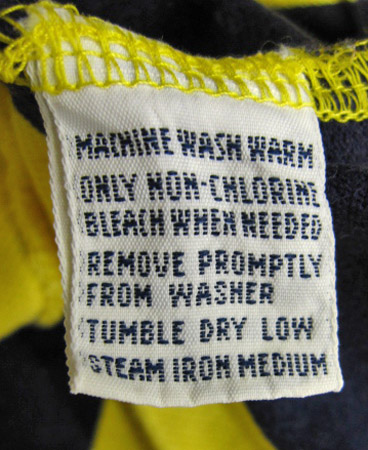 MACHINE WASH WARM
ONLY NON-CHLORINE
BLEACH WHEN NEEDED
REMOVE PROMPTLY
FROM WASHER
TUMBLE DRY LOW
STEAM IRON MEDIUM